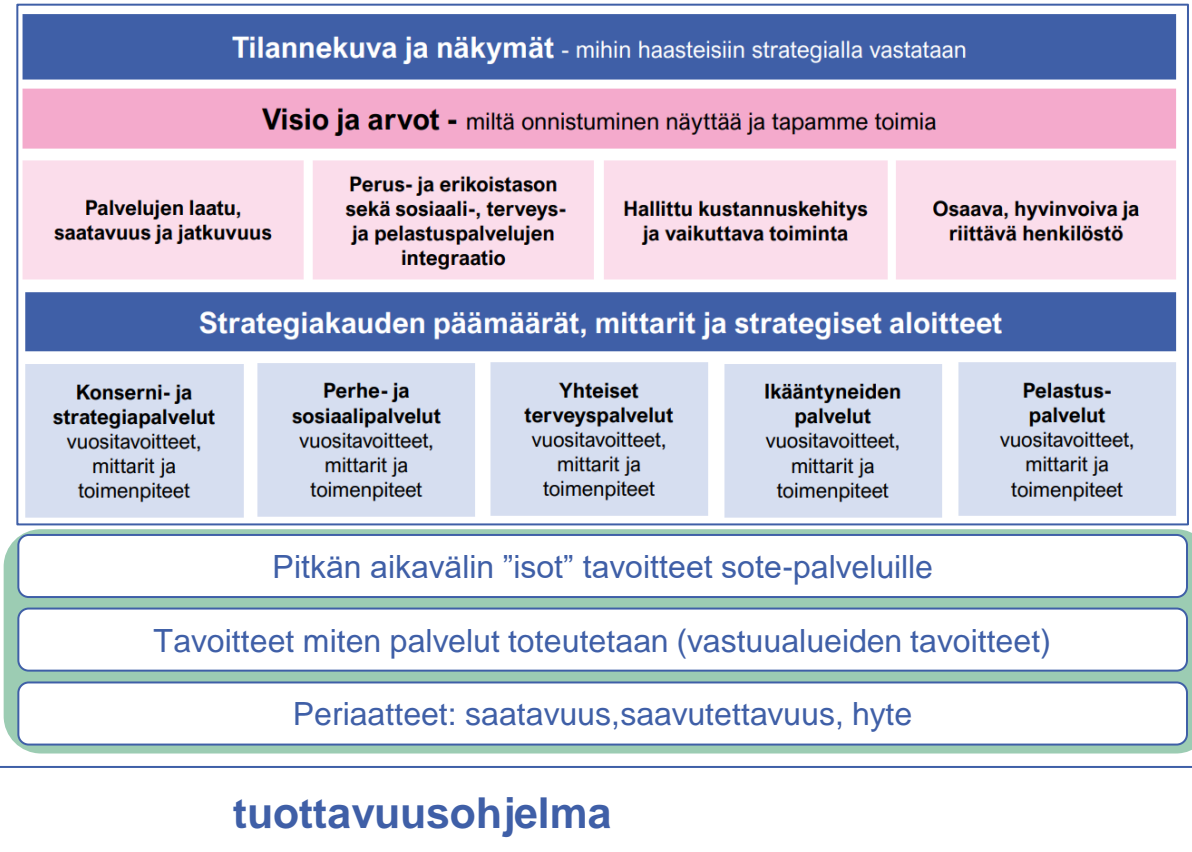 Tilannekuva ja näkymät - mihin haasteisiin strategialla vastataan
Visio ja arvot - miltä onnistuminen näyttää ja tapamme toimia
Palvelujen laatu,
saatavuus ja jatkuvuus
Perus- ja erikoistason
sekä sosiaali-, terveys-
ja pelastuspalvelujen
integraatio
Hallittu kustannuskehitys
ja vaikuttava toiminta
Osaava, hyvinvoiva ja
riittävä henkilöstö
Strategiakauden päämäärät, mittarit ja strategiset aloitteet
Konserni- ja
strategiapalvelut
vuositavoitteet,
mittarit ja
toimenpiteet
Perhe- ja
sosiaalipalvelut
vuositavoitteet,
mittarit ja
toimenpiteet
Yhteiset
terveyspalvelut
vuositavoitteet,
mittarit ja
toimenpiteet
Ikääntyneiden
palvelut
vuositavoitteet,
mittarit ja
toimenpiteet
Pelastus-
palvelut
vuositavoitteet,
mittarit ja
toimenpiteet
Pitkän aikavälin ”isot” tavoitteet sote-palveluille
Tavoitteet miten palvelut toteutetaan (vastuualueiden tavoitteet)
Periaatteet: saatavuus,saavutettavuus, hyte
tuottavuusohjelma